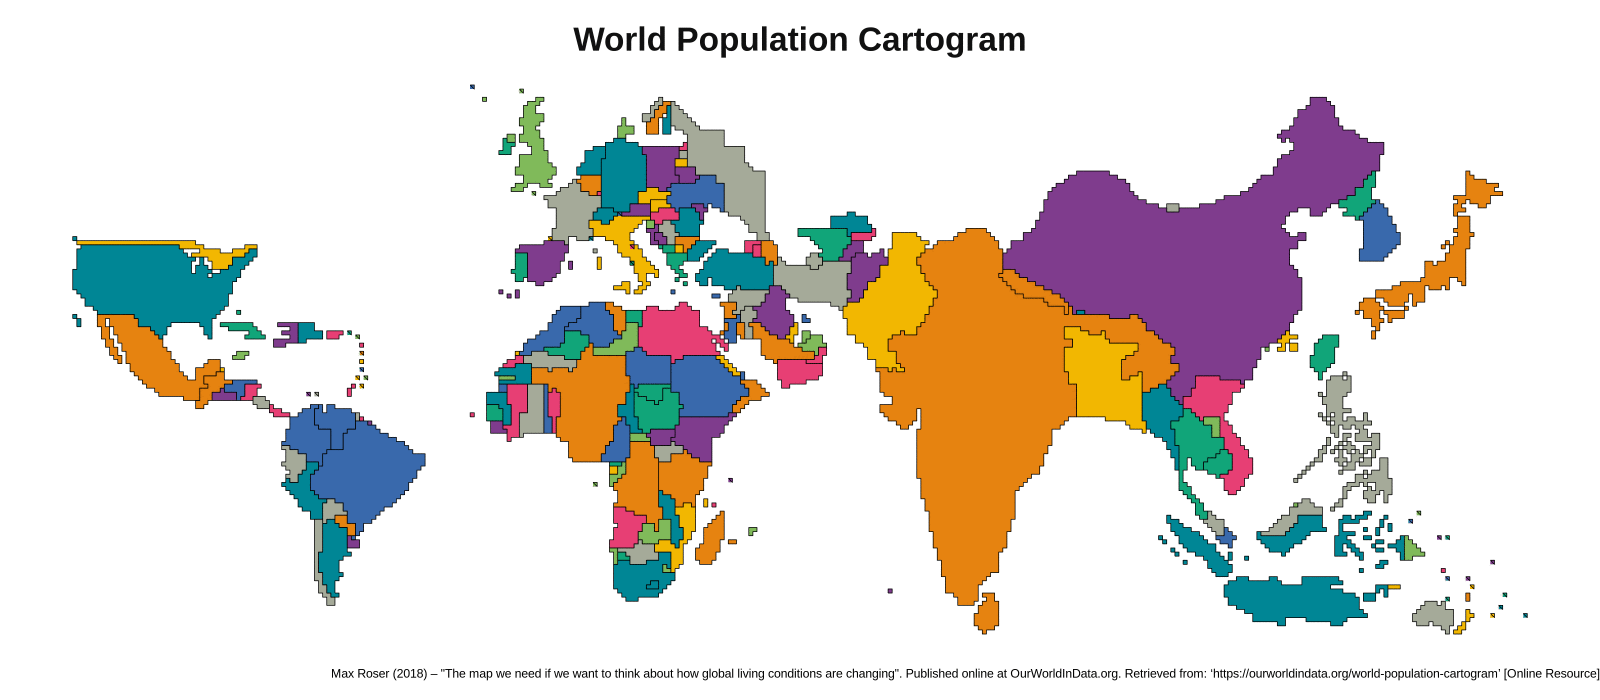 World Population Cartogram
Max Roser (2018) – "The map we need if we want to think about how global living conditions are changing". Published online at OurWorldInData.org. Retrieved from: ‘https://ourworldindata.org/world-population-cartogram’ [Online Resource]